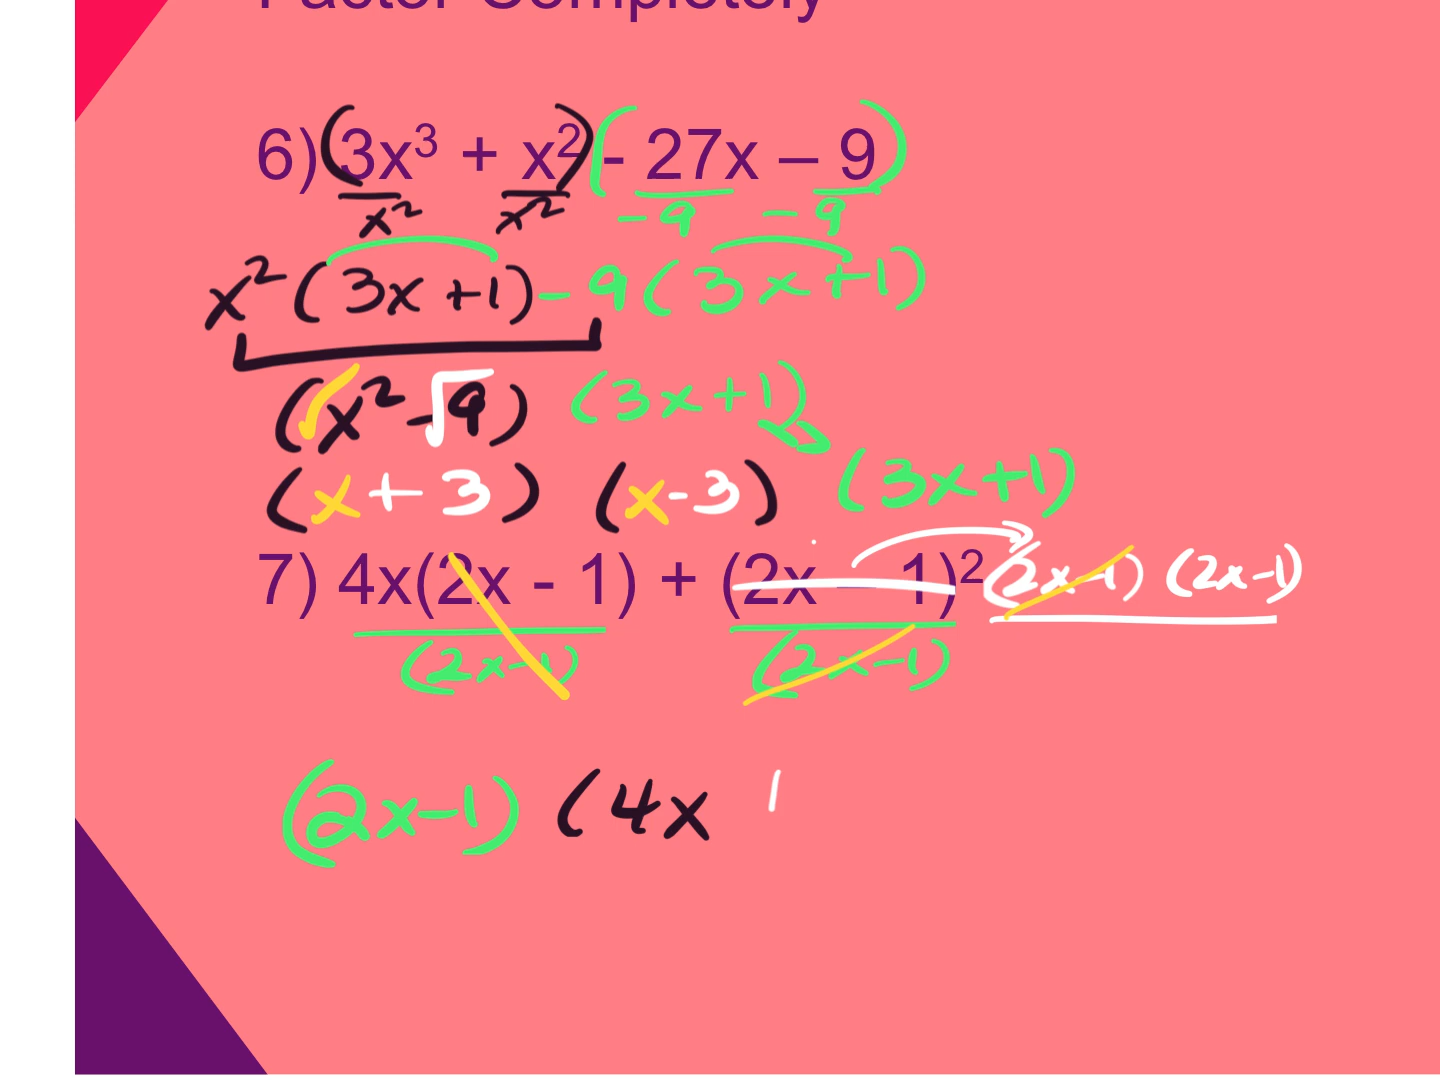 Factor Completely
6) (3x³ + x²) (- 27x – 9)
x² x² -9 -9
x²(3x+1)-9(3x+1)
(√x²-√9) (3x+1)
(x+3) (x-3) (3x+1)
7) 4x(2x - 1) + (2x – 1)² (2x-1) (2x-1)
(2x-1) (2x-1)
(2x-1) (4x